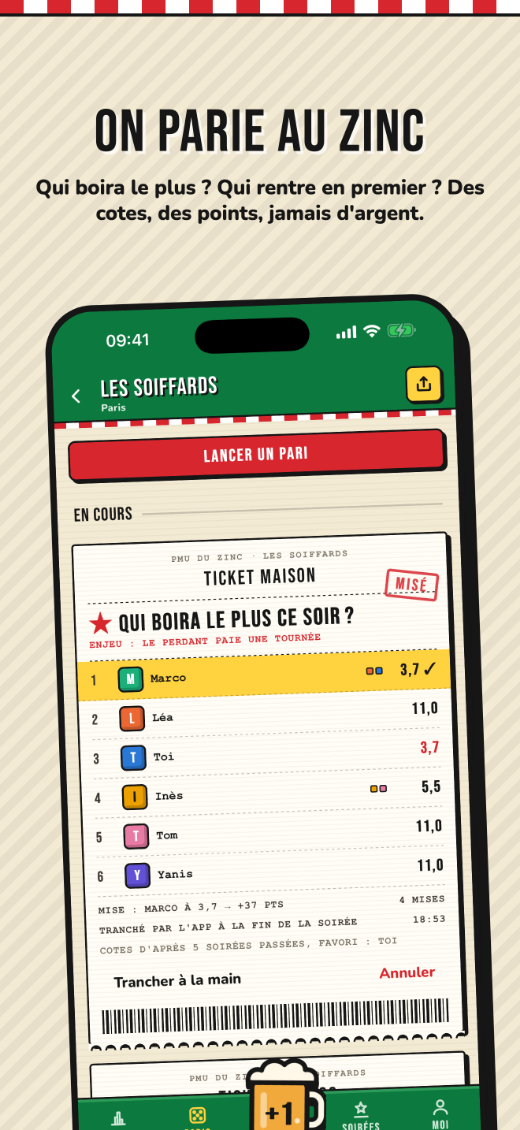 ON PARIE AU ZINC
Qui boira le plus ? Qui rentre en premier ? Des
cotes, des points, jamais d'argent.
09:41
LES SOIFFARDS
Paris
LANCER UN PARI
EN COURS
PMU DU ZINC · LES SOIFFARDS
TICKET MAISON
MISÉ
QUI BOIRA LE PLUS CE SOIR ?
ENJEU : LE PERDANT PAIE UNE TOURNÉE
1 M Marco 3,7 ✓
2 L Léa 11,0
3 T Toi 3,7
4 I Inès 5,5
5 T Tom 11,0
6 Y Yanis 11,0
MISE : MARCO À 3,7 → +37 PTS 4 MISES
TRANCHÉ PAR L'APP À LA FIN DE LA SOIRÉE 18:53
COTES D'APRÈS 5 SOIRÉES PASSÉES, FAVORI : TOI
Trancher à la main Annuler
PMU DU
+1
SOIRÉES
MOI